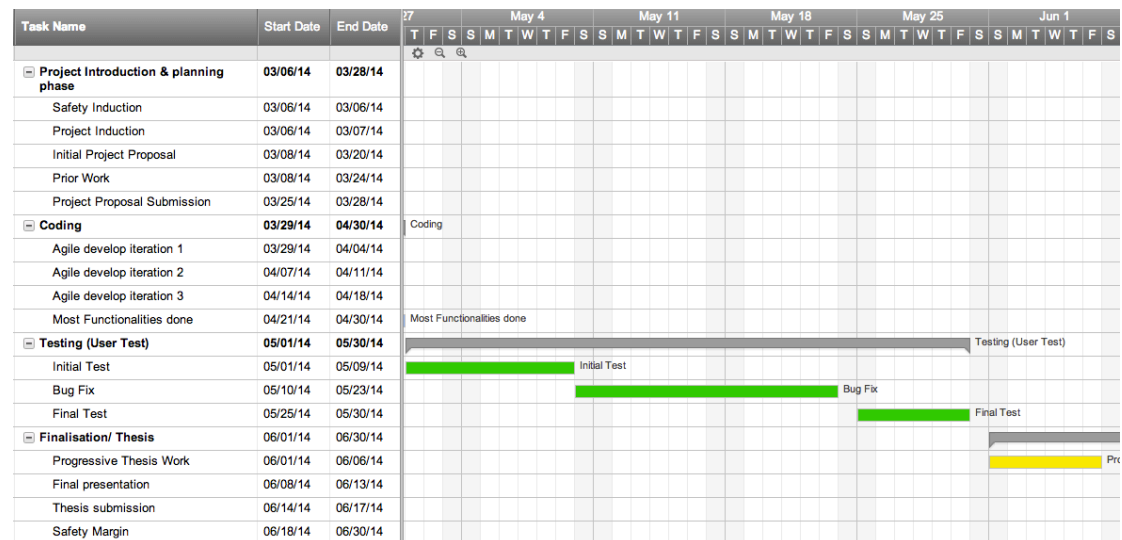 27 May 4 May 11 May 18 May 25 Jun 1
Task Name Start Date End Date
T F S S M T W T F S S M T W T F S S M T W T F S S M T W T F S S M T W T F S
Project Introduction & planning phase 03/06/14 03/28/14
Safety Induction 03/06/14 03/06/14
Project Induction 03/06/14 03/07/14
Initial Project Proposal 03/08/14 03/20/14
Prior Work 03/08/14 03/24/14
Project Proposal Submission 03/25/14 03/28/14
Coding 03/29/14 04/30/14 Coding
Agile develop iteration 1 03/29/14 04/04/14
Agile develop iteration 2 04/07/14 04/11/14
Agile develop iteration 3 04/14/14 04/18/14
Most Functionalities done 04/21/14 04/30/14 Most Functionalities done
Testing (User Test) 05/01/14 05/30/14 Testing (User Test)
Initial Test 05/01/14 05/09/14 Initial Test
Bug Fix 05/10/14 05/23/14 Bug Fix
Final Test 05/25/14 05/30/14 Final Test
Finalisation/ Thesis 06/01/14 06/30/14
Progressive Thesis Work 06/01/14 06/06/14 Pro
Final presentation 06/08/14 06/13/14
Thesis submission 06/14/14 06/17/14
Safety Margin 06/18/14 06/30/14